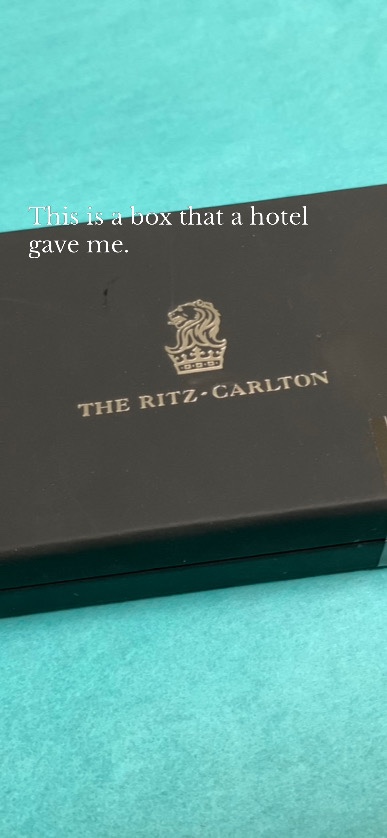 This is a box that a hotel
gave me.
THE RITZ-CARLTON